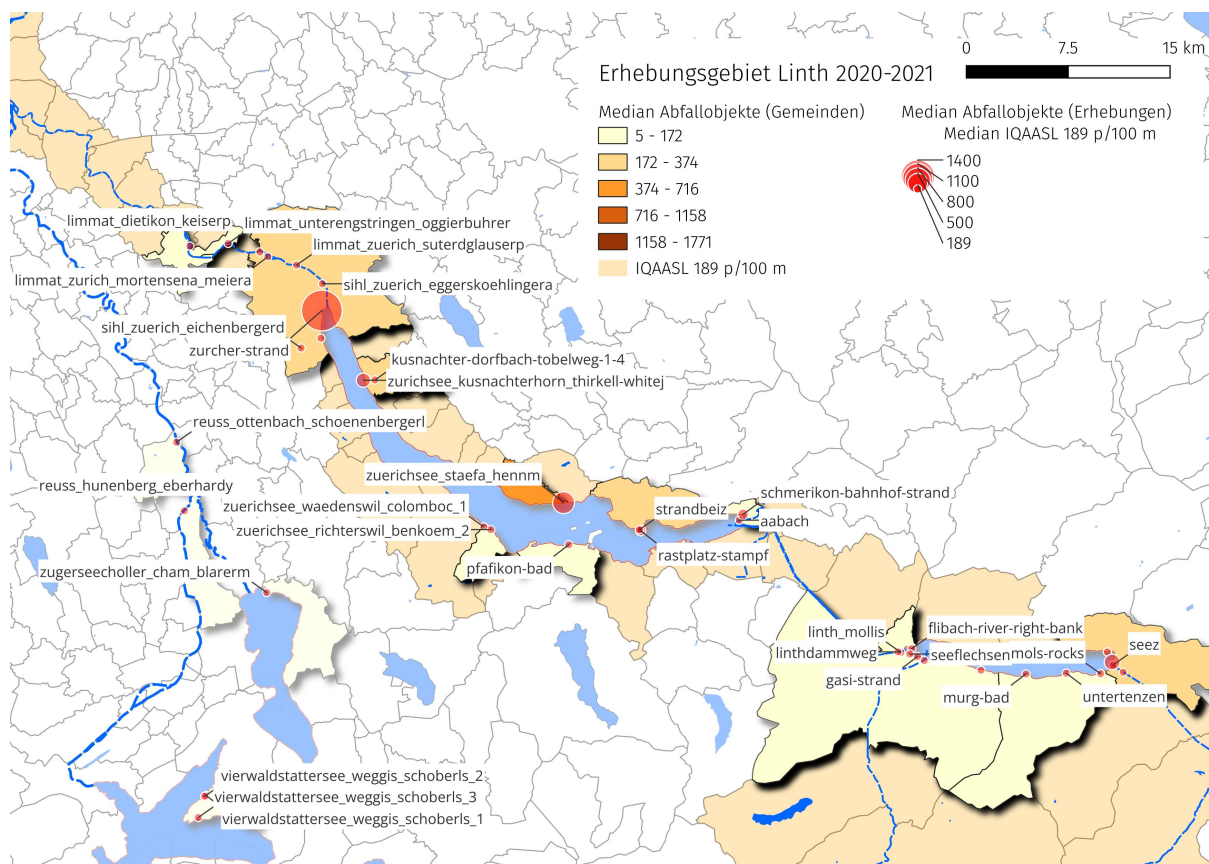 0
7.5
15 km
Erhebungsgebiet Linth 2020-2021
Median Abfallobjekte (Gemeinden)
5 - 172
172 - 374
374 - 716
716 - 1158
1158 - 1771
IQAASL 189 p/100 m
Median Abfallobjekte (Erhebungen)
Median IQAASL 189 p/100 m
1400
1100
800
500
189
limmat_dietikon_keiserp
limmat_unterengstringen_oggierbuhrer
limmat_zuerich_suterdglauserp
limmat_zurich_mortensena_meiera
sihl_zuerich_eggerskoehlingera
sihl_zuerich_eichenbergerd
zurcher-strand
kusnachter-dorfbach-tobelweg-1-4
zurichsee_kusnachterhorn_thirkell-whitej
reuss_ottenbach_schoenenbergerl
zuerichsee_staefa_hennm
reuss_hunenberg_eberhardy
schmerikon-bahnhof-strand
zuerichsee_waedenswil_colomboc_1
strandbeiz
aabach
zuerichsee_richterswil_benkoem_2
rastplatz-stampf
pfafikon-bad
zugerseecholler_cham_blarerm
linth_mollis
flibach-river-right-bank
linthdammweg
seeflechsen
mols-rocks
seez
gasi-strand
murg-bad
untertenzen
vierwaldstattersee_weggis_schoberls_2
vierwaldstattersee_weggis_schoberls_3
vierwaldstattersee_weggis_schoberls_1